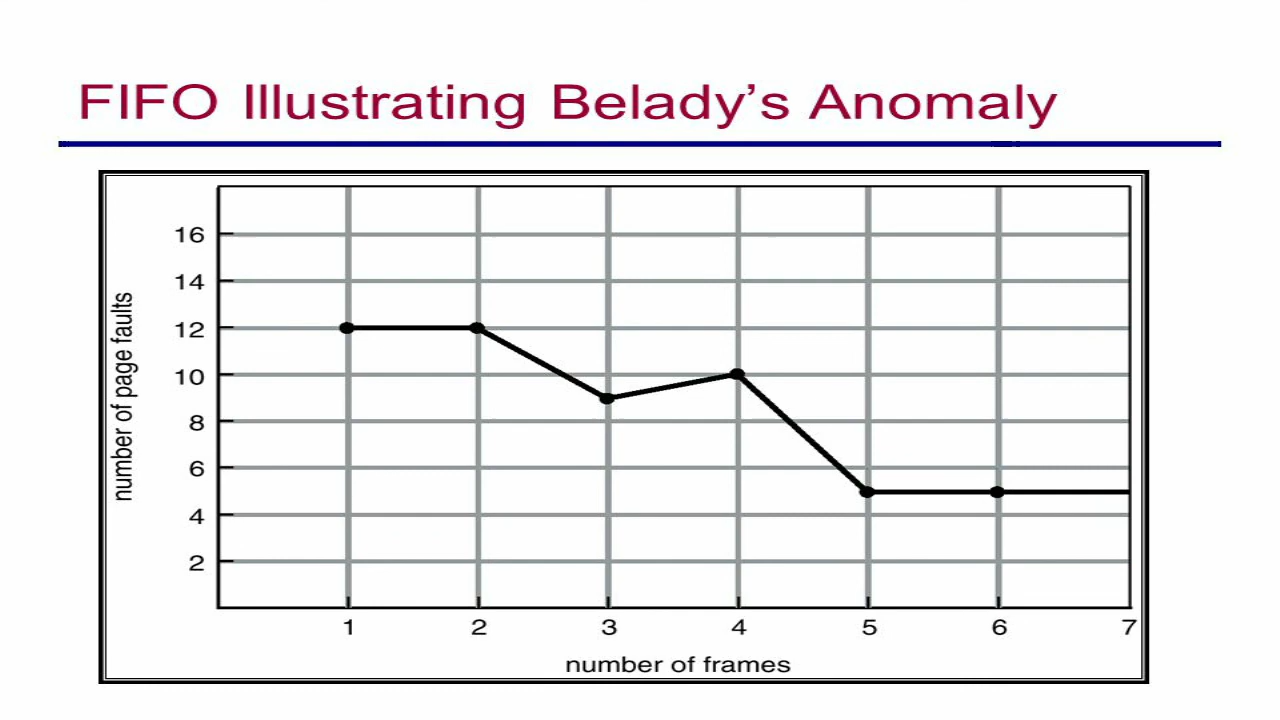 FIFO Illustrating Belady's Anomaly
number of page faults
16
14
12
10
8
6
4
2
1 2 3 4 5 6 7
number of frames